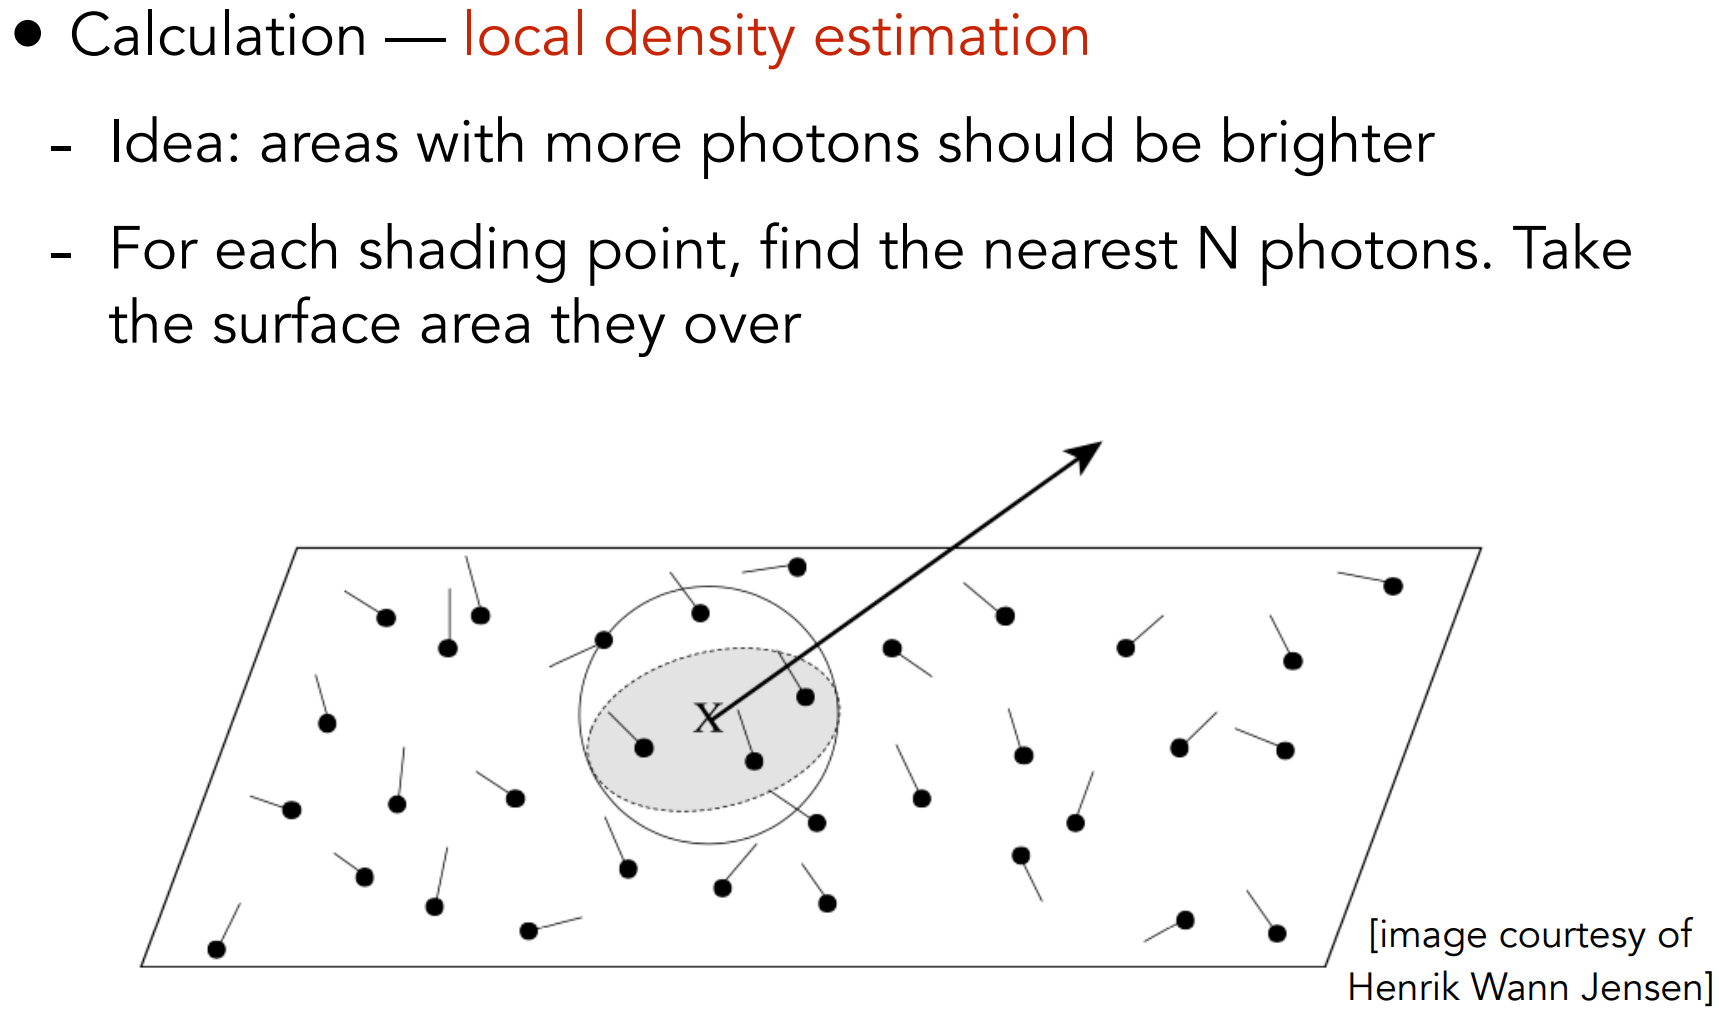 ● Calculation — local density estimation
- Idea: areas with more photons should be brighter
- For each shading point, find the nearest N photons. Take
the surface area they over
X
[image courtesy of
Henrik Wann Jensen]